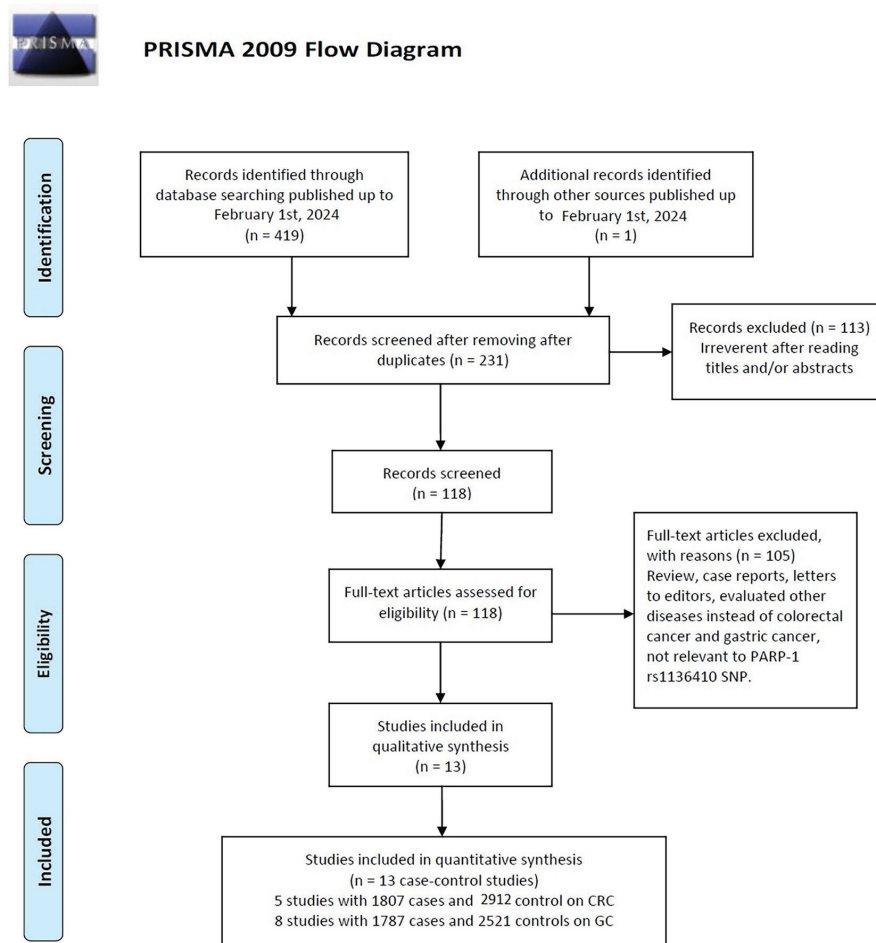 PRISMA
PRISMA 2009 Flow Diagram
Identification
Records identified through
database searching published up to
February 1st, 2024
(n = 419)
Additional records identified
through other sources published up
to February 1st, 2024
(n = 1)
Records screened after removing after
duplicates (n = 231)
Records excluded (n = 113)
Irreverent after reading
titles and/or abstracts
Screening
Records screened
(n = 118)
Eligibility
Full-text articles assessed for
eligibility (n = 118)
Full-text articles excluded,
with reasons (n = 105)
Review, case reports, letters
to editors, evaluated other
diseases instead of colorectal
cancer and gastric cancer,
not relevant to PARP-1
rs1136410 SNP.
Studies included in
qualitative synthesis
(n = 13)
Included
Studies included in quantitative synthesis
(n = 13 case-control studies)
5 studies with 1807 cases and 2912 control on CRC
8 studies with 1787 cases and 2521 controls on GC